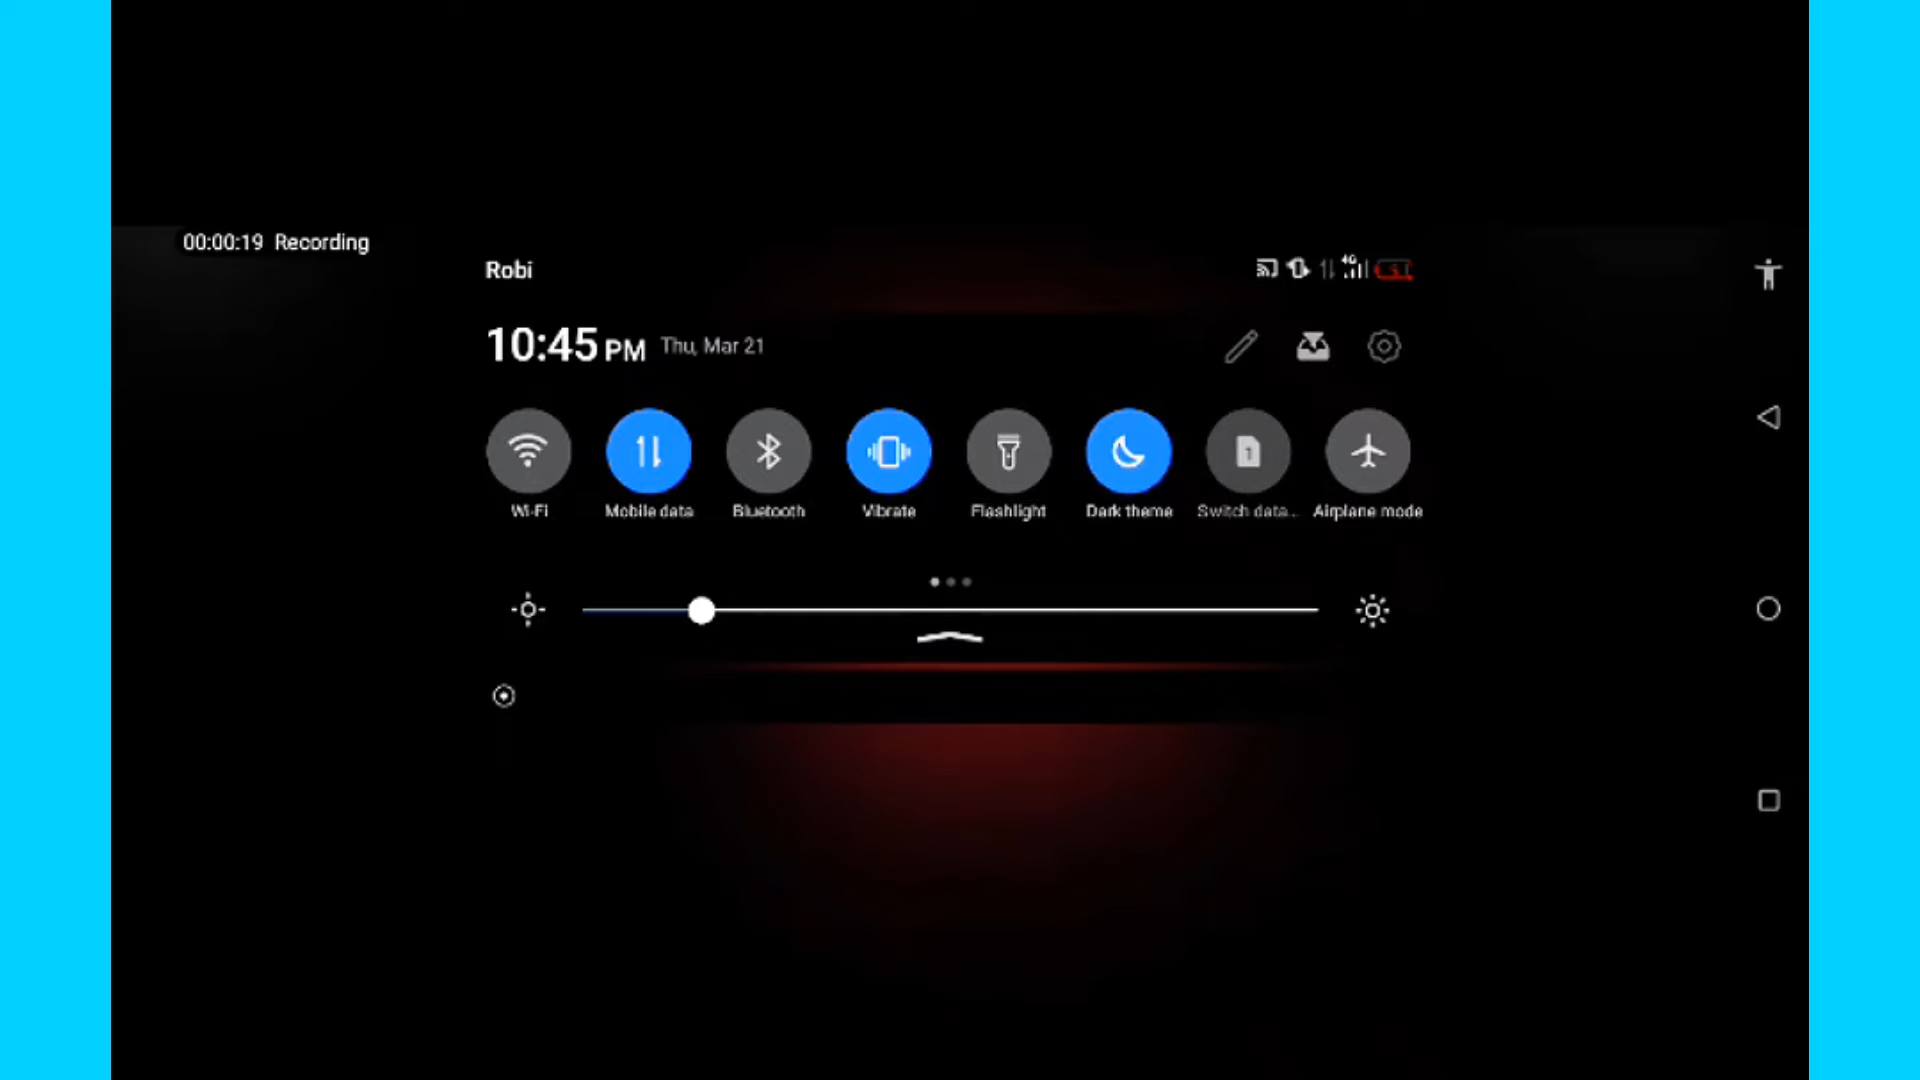 00:00:19 Recording
Robi
4G
10:45 PM Thu, Mar 21
Wi-Fi Mobile data Bluetooth Vibrate Flashlight Dark theme Switch data... Airplane mode